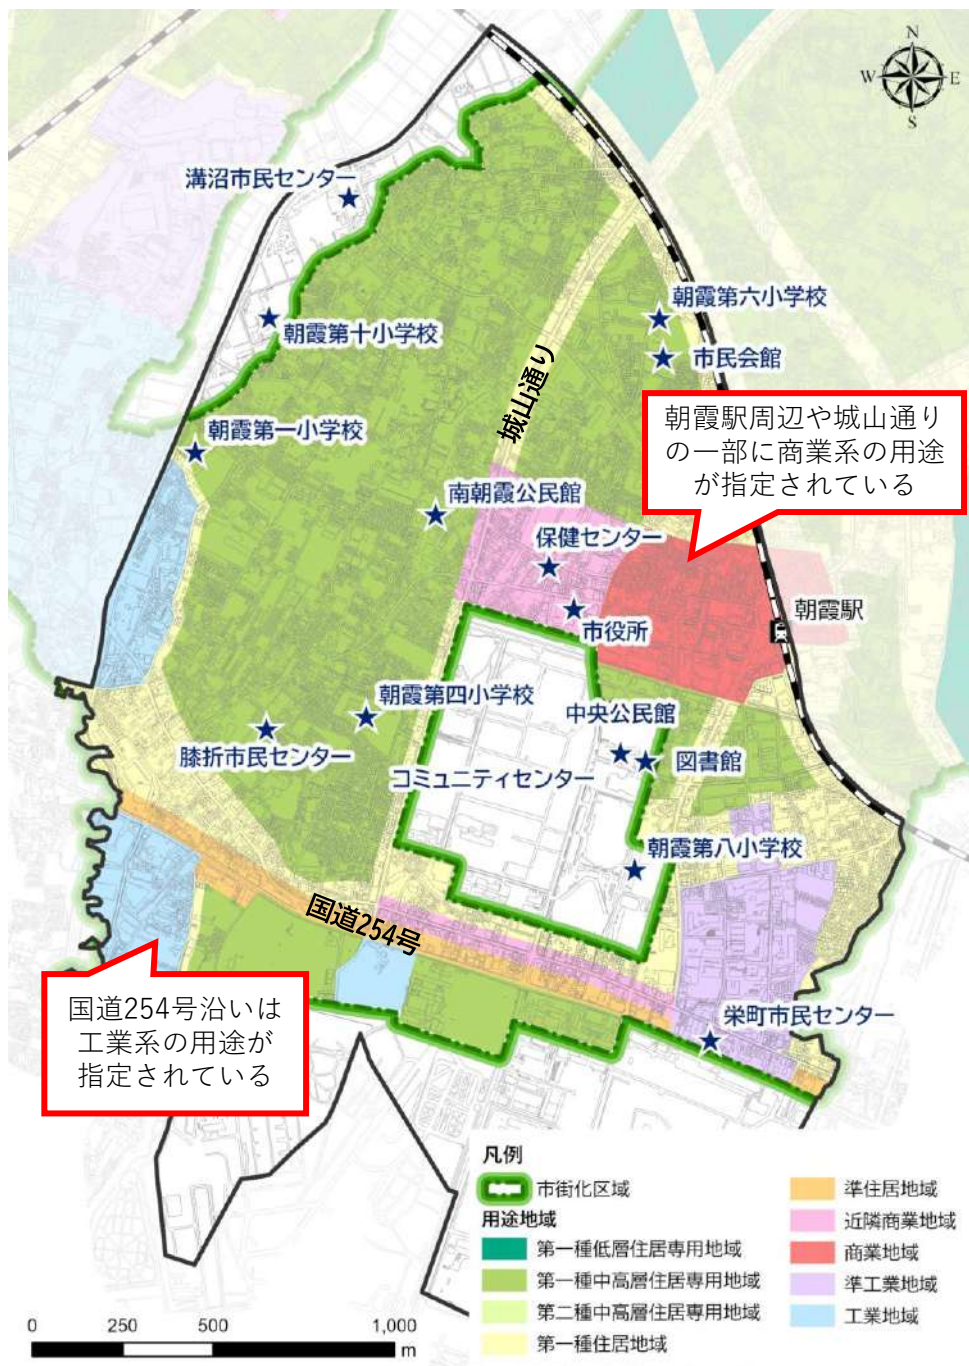 N
W E
S
溝沼市民センター
朝霞第六小学校
朝霞第十小学校
市民会館
城山通り
朝霞駅周辺や城山通り
の一部に商業系の用途
が指定されている
朝霞第一小学校
南朝霞公民館
保健センター
朝霞駅
市役所
朝霞第四小学校
中央公民館
膝折市民センター
図書館
コミュニティセンター
朝霞第八小学校
国道254号
国道254号沿いは
工業系の用途が
指定されている
栄町市民センター
凡例
市街化区域
用途地域
第一種低層住居専用地域
第一種中高層住居専用地域
第二種中高層住居専用地域
第一種住居地域
準住居地域
近隣商業地域
商業地域
準工業地域
工業地域
0 250 500 1,000
m